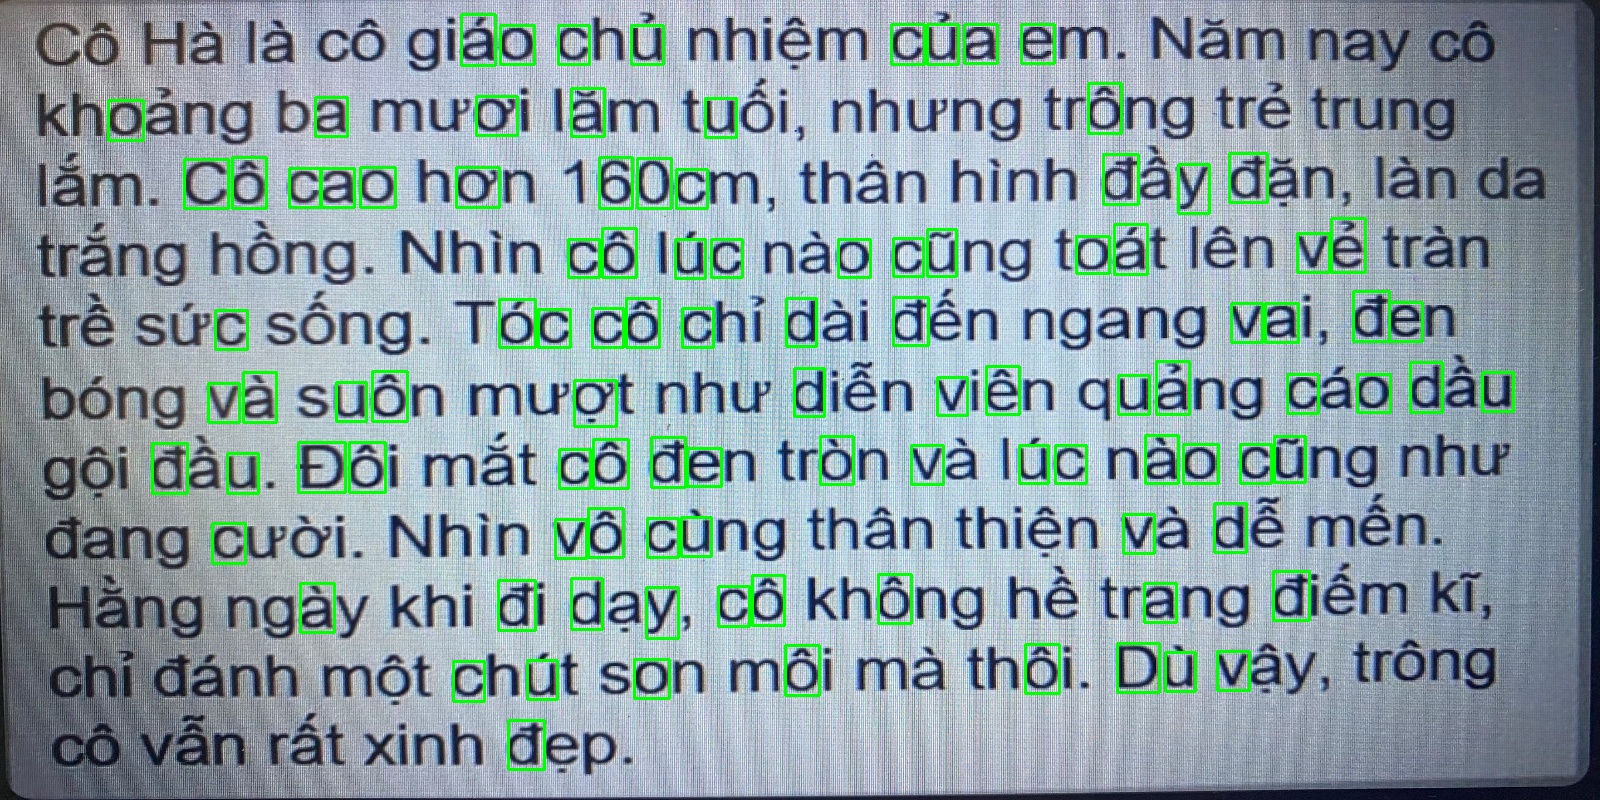 Cô Hà là cô giáo chủ nhiệm của em. Năm nay cô
khoảng ba mươi lăm tuổi, nhưng trông trẻ trung
lắm. Cô cao hơn 160cm, thân hình đầy đặn, làn da
trắng hồng. Nhìn cô lúc nào cũng toát lên vẻ tràn
trề sức sống. Tóc cô chỉ dài đến ngang vai, đen
bóng và suôn mượt như diễn viên quảng cáo dầu
gội đầu. Đôi mắt cô đen tròn và lúc nào cũng như
đang cười. Nhìn vô cùng thân thiện và dễ mến.
Hằng ngày khi đi dạy, cô không hề trang điếm kĩ,
chỉ đánh một chút son môi mà thôi. Dù vậy, trông
cô vẫn rất xinh đẹp.